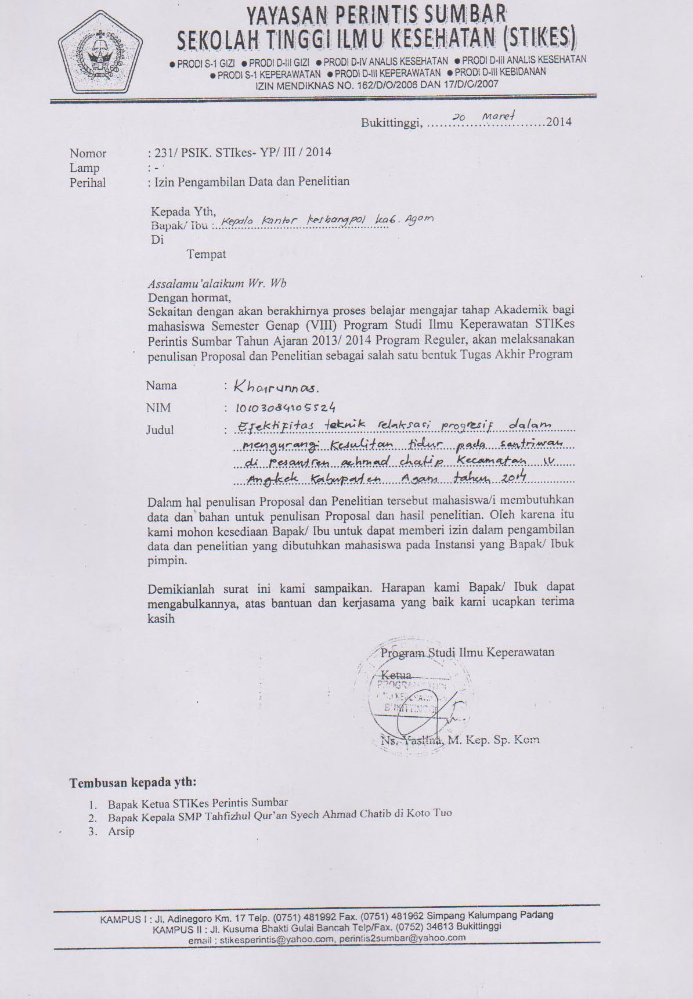 YAYASAN PERINTIS SUMBAR
SEKOLAH TINGGI ILMU KESEHATAN (STIKES)
● PRODI S-1 GIZI ● PRODI D-III GIZI ● PRODI D-IV ANALIS KESEHATAN ● PRODI D-III ANALIS KESEHATAN
● PRODI S-1 KEPERAWATAN ● PRODI D-III KEPERAWATAN ● PRODI D-III KEBIDANAN
IZIN MENDIKNAS NO. 162/D/O/2006 DAN 17/D/O/2007
Bukittinggi, 20 Maret 2014
Nomor : 231/ PSIK. STIkes- YP/ III / 2014
Lamp : -
Perihal : Izin Pengambilan Data dan Penelitian
Kepada Yth,
Bapak/ Ibu : Kepala Kantor kesbangpol kab. Agam
Di
Tempat
Assalamu'alaikum Wr. Wb
Dengan hormat,
Sekaitan dengan akan berakhirnya proses belajar mengajar tahap Akademik bagi
mahasiswa Semester Genap (VIII) Program Studi Ilmu Keperawatan STIKes
Perintis Sumbar Tahun Ajaran 2013/ 2014 Program Reguler, akan melaksanakan
penulisan Proposal dan Penelitian sebagai salah satu bentuk Tugas Akhir Program
Nama : Khairunnas.
NIM : 10103084105524
Judul : Efektifitas teknik relaksasi progresif dalam
mengurangi kesulitan tidur pada santriwan
di Pesantren achmad chatip Kecamatan IV
Angkek Kabupaten Agam tahun 2014
Dalam hal penulisan Proposal dan Penelitian tersebut mahasiswa/i membutuhkan
data dan bahan untuk penulisan Proposal dan hasil penelitian. Oleh karena itu
kami mohon kesediaan Bapak/ Ibu untuk dapat memberi izin dalam pengambilan
data dan penelitian yang dibutuhkan mahasiswa pada Instansi yang Bapak/ Ibuk
pimpin.
Demikianlah surat ini kami sampaikan. Harapan kami Bapak/ Ibuk dapat
mengabulkannya, atas bantuan dan kerjasama yang baik kami ucapkan terima
kasih
Program Studi Ilmu Keperawatan
Ketua
PROGRAM STUDI
BUKITTINGGI
Ns. Yaslina, M. Kep. Sp. Kom
Tembusan kepada yth:
1. Bapak Ketua STIKes Perintis Sumbar
2. Bapak Kepala SMP Tahfizhul Qur'an Syech Ahmad Chatib di Koto Tuo
3. Arsip
KAMPUS I : Jl. Adinegoro Km. 17 Telp. (0751) 481992 Fax. (0751) 481962 Simpang Kalumpang Padang
KAMPUS II : Jl. Kusuma Bhakti Gulai Bancah Telp/Fax. (0752) 34613 Bukittinggi
email : stikesperintis@yahoo.com, perintis2sumbar@yahoo.com